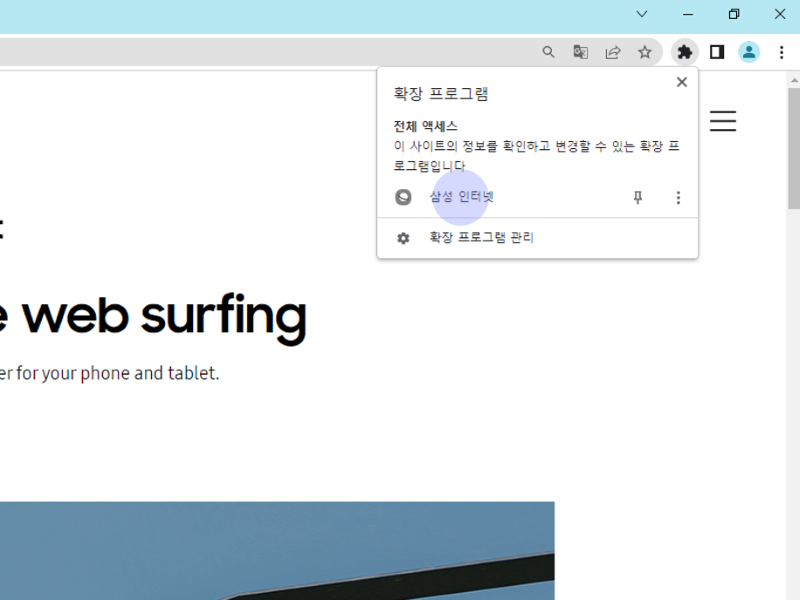 확장 프로그램
전체 액세스
이 사이트의 정보를 확인하고 변경할 수 있는 확장 프
로그램입니다
삼성 인터넷
확장 프로그램 관리
web surfing
er for your phone and tablet.